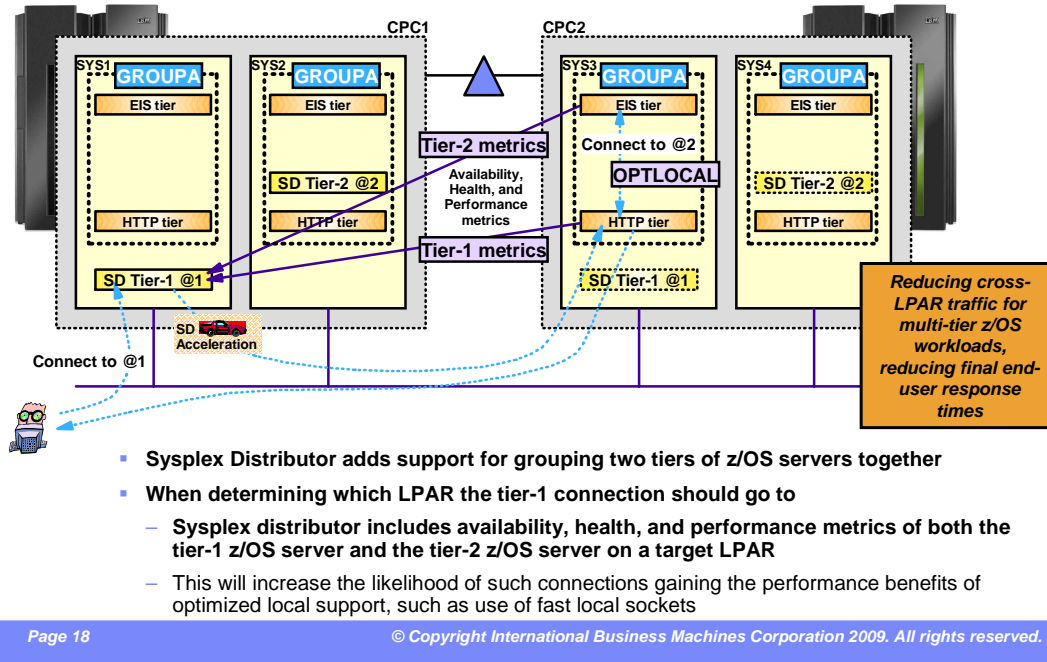 CPC1
CPC2
SYS1
GROUPA
EIS tier
HTTP tier
SD Tier-1 @1
SYS2
GROUPA
EIS tier
SD Tier-2 @2
HTTP tier
Tier-2 metrics
Availability,
Health, and
Performance
metrics
Tier-1 metrics
SYS3
GROUPA
EIS tier
Connect to @2
OPTLOCAL
HTTP tier
SD Tier-1 @1
SYS4
GROUPA
EIS tier
SD Tier-2 @2
HTTP tier
SD
Acceleration
Connect to @1
Reducing cross-
LPAR traffic for
multi-tier z/OS
workloads,
reducing final end-
user response
times
▪ Sysplex Distributor adds support for grouping two tiers of z/OS servers together
▪ When determining which LPAR the tier-1 connection should go to
– Sysplex distributor includes availability, health, and performance metrics of both the
tier-1 z/OS server and the tier-2 z/OS server on a target LPAR
– This will increase the likelihood of such connections gaining the performance benefits of
optimized local support, such as use of fast local sockets
Page 18
© Copyright International Business Machines Corporation 2009. All rights reserved.